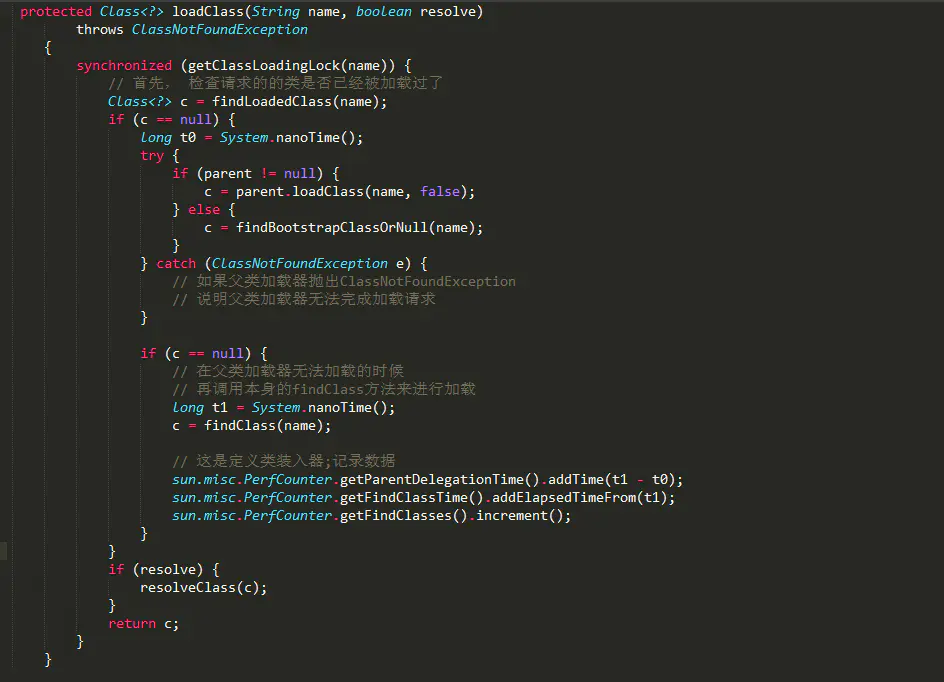 protected Class<?> loadClass(String name, boolean resolve)
throws ClassNotFoundException
{
synchronized (getClassLoadingLock(name)) {
// 首先， 检查请求的的类是否已经被加载过了
Class<?> c = findLoadedClass(name);
if (c == null) {
long t0 = System.nanoTime();
try {
if (parent != null) {
c = parent.loadClass(name, false);
} else {
c = findBootstrapClassOrNull(name);
}
} catch (ClassNotFoundException e) {
// 如果父类加载器抛出ClassNotFoundException
// 说明父类加载器无法完成加载请求
}
if (c == null) {
// 在父类加载器无法加载的时候
// 再调用本身的findClass方法来进行加载
long t1 = System.nanoTime();
c = findClass(name);
// 这是定义类装入器;记录数据
sun.misc.PerfCounter.getParentDelegationTime().addTime(t1 - t0);
sun.misc.PerfCounter.getFindClassTime().addElapsedTimeFrom(t1);
sun.misc.PerfCounter.getFindClasses().increment();
}
}
if (resolve) {
resolveClass(c);
}
return c;
}
}